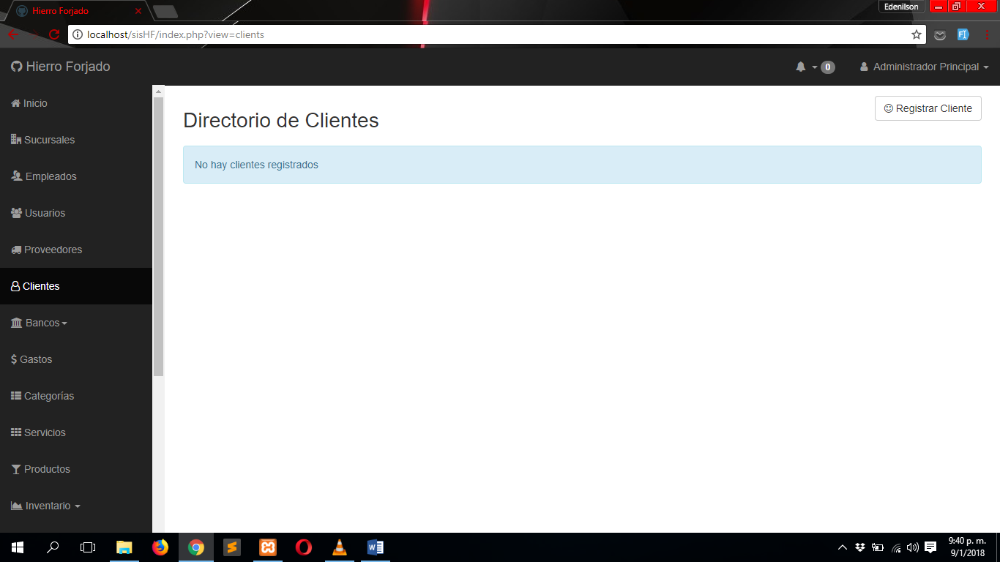 Hierro Forjado
Edenilson
localhost/sisHF/index.php?view=clients
Hierro Forjado
0
Administrador Principal
Inicio
Sucursales
Empleados
Usuarios
Proveedores
Clientes
Bancos
$ Gastos
Categorías
Servicios
Productos
Inventario
Directorio de Clientes
Registrar Cliente
No hay clientes registrados
9:40 p. m.
9/1/2018